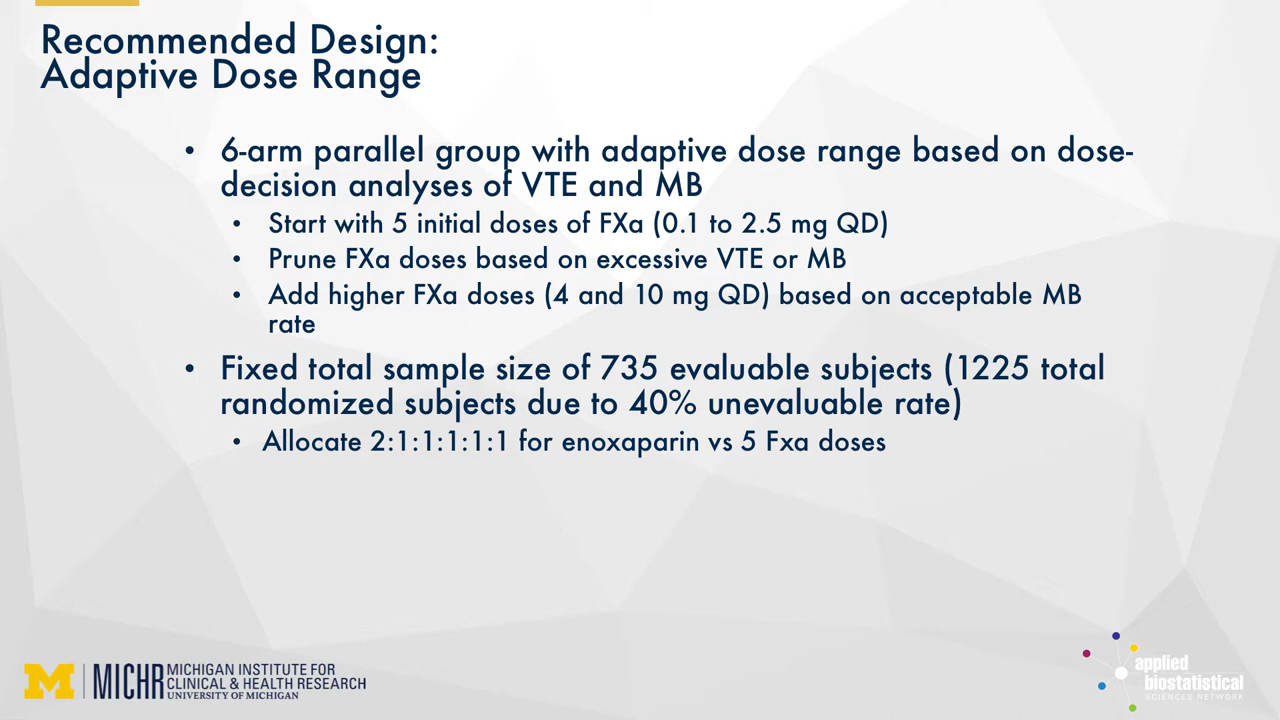 Recommended Design:
Adaptive Dose Range
• 6-arm parallel group with adaptive dose range based on dose-
decision analyses of VTE and MB
• Start with 5 initial doses of FXa (0.1 to 2.5 mg QD)
• Prune FXa doses based on excessive VTE or MB
• Add higher FXa doses (4 and 10 mg QD) based on acceptable MB
rate
• Fixed total sample size of 735 evaluable subjects (1225 total
randomized subjects due to 40% unevaluable rate)
• Allocate 2:1:1:1:1:1 for enoxaparin vs 5 Fxa doses
M MICHR MICHIGAN INSTITUTE FOR
CLINICAL & HEALTH RESEARCH
UNIVERSITY OF MICHIGAN
applied
biostatistical
SCIENCES NETWORK